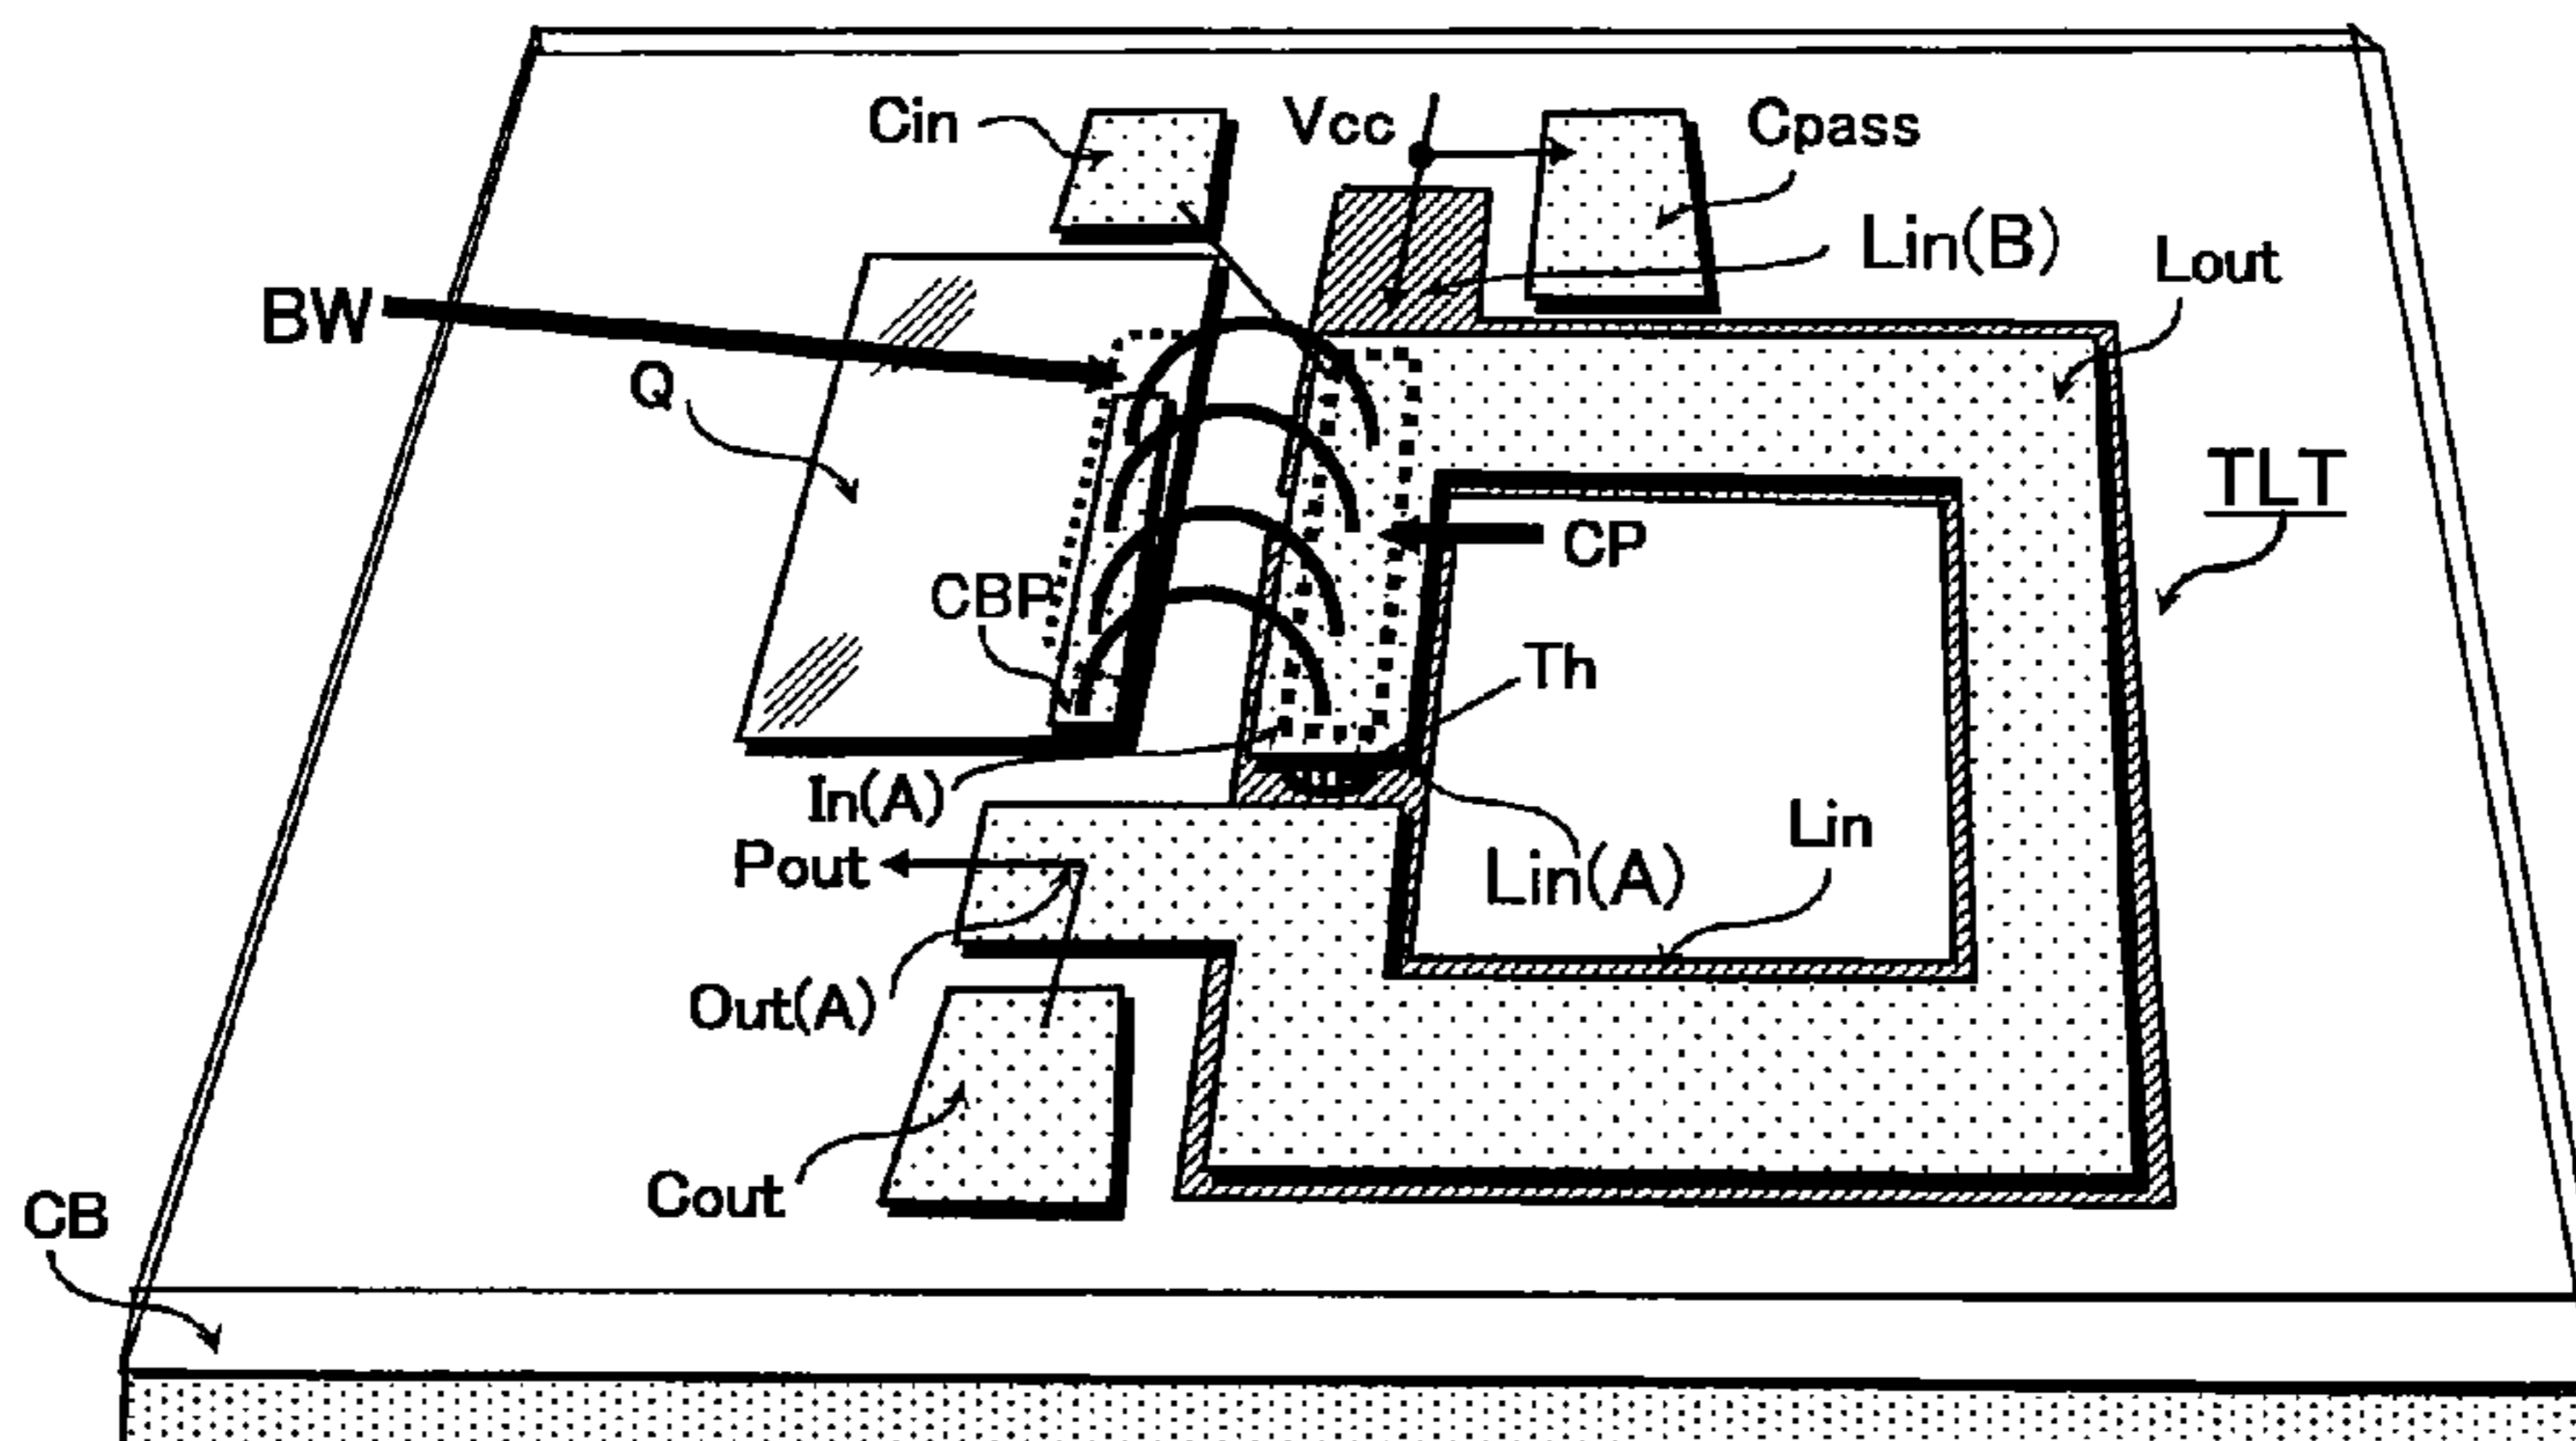 Cin
Vcc
Cpass
Lin(B)
Lout
BW
Q
TLT
CP
CBP
Th
In(A)
Lin
Pout
Lin(A)
Out(A)
Cout
CB